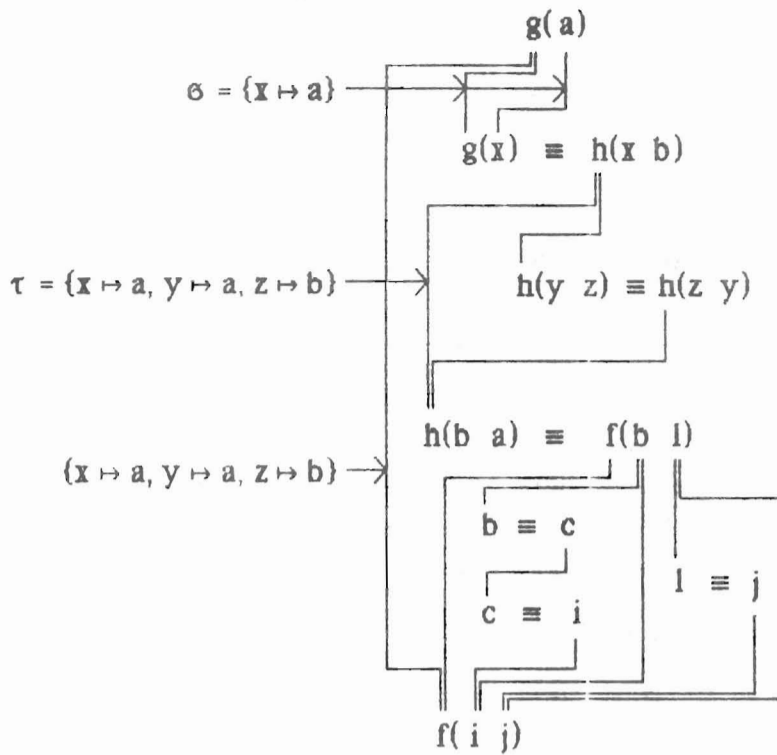 g(a)
σ = {x ↦ a}
g(x) ≡ h(x b)
τ = {x ↦ a, y ↦ a, z ↦ b}
h(y z) ≡ h(z y)
h(b a) ≡ f(b l)
{x ↦ a, y ↦ a, z ↦ b}
b ≡ c
l ≡ j
c ≡ i
f( i j)